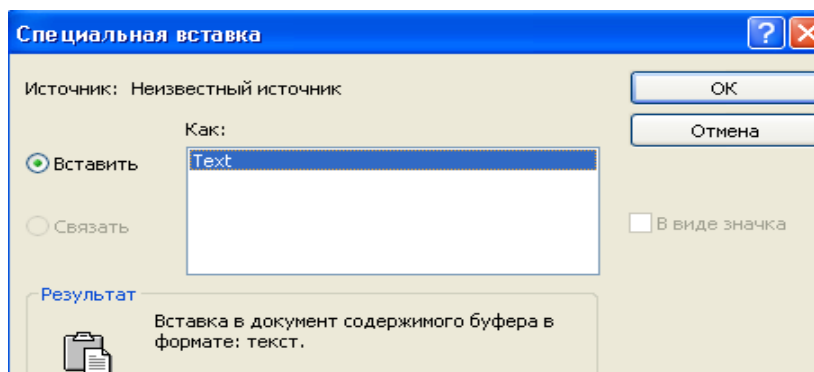 Специальная вставка
Источник: Неизвестный источник
ОК
Как:
Отмена
Вставить
Text
Связать
В виде значка
Результат
Вставка в документ содержимого буфера в
формате: текст.